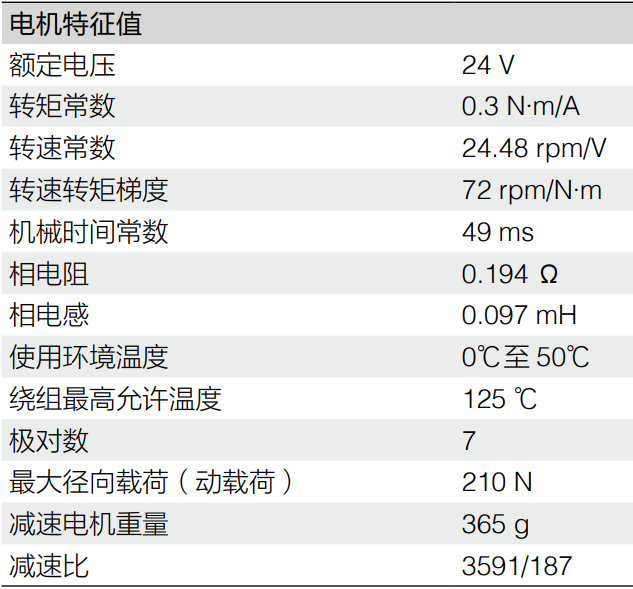 电机特征值
额定电压 24 V
转矩常数 0.3 N·m/A
转速常数 24.48 rpm/V
转速转矩梯度 72 rpm/N·m
机械时间常数 49 ms
相电阻 0.194 Ω
相电感 0.097 mH
使用环境温度 0℃至 50℃
绕组最高允许温度 125 ℃
极对数 7
最大径向载荷（动载荷） 210 N
减速电机重量 365 g
减速比 3591/187